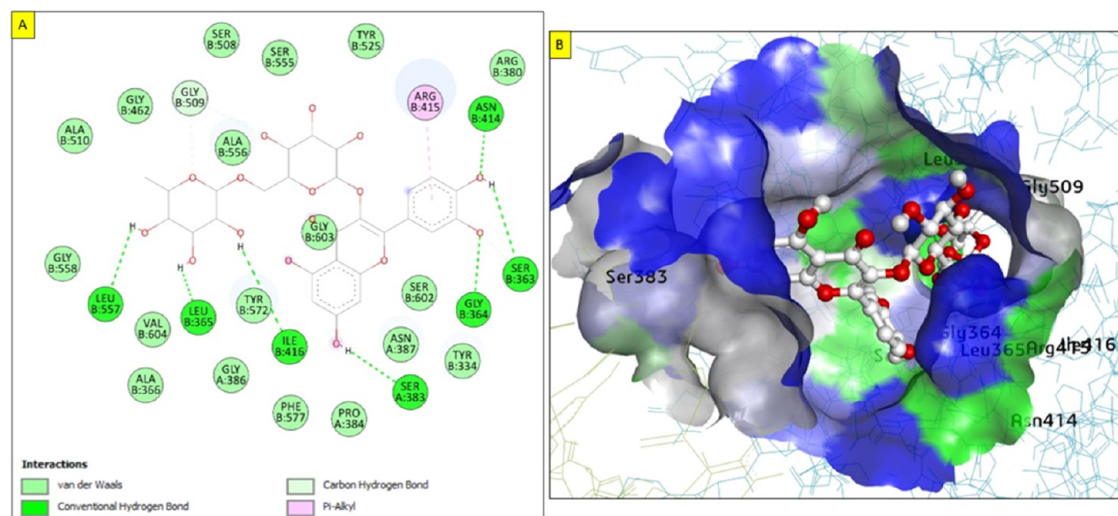 A
SER
B:508
SER
B:555
TYR
B:525
ARG
B:380
GLY
B:462
GLY
B:509
ARG
B:415
ASN
B:414
ALA
B:510
ALA
B:556
GLY
B:603
SER
B:363
GLY
B:558
LEU
B:557
LEU
B:365
TYR
B:572
SER
B:602
GLY
B:364
VAL
B:604
ILE
B:416
ASN
A:387
TYR
B:334
ALA
B:366
GLY
A:386
SER
A:383
PHE
B:577
PRO
A:384
H
H
H
H
H
Interactions
van der Waals
Conventional Hydrogen Bond
Carbon Hydrogen Bond
Pi-Alkyl
B
Gly509
Ser383
Gly364
Leu365
Asn414